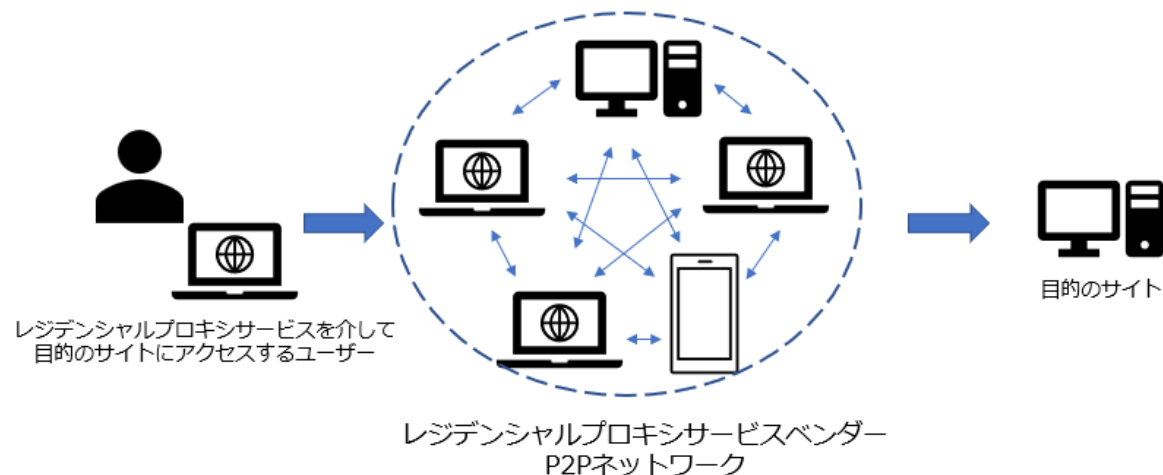 レジデンシャルプロキシサービスを介して
目的のサイトにアクセスするユーザー
目的のサイト
レジデンシャルプロキシサービスベンダー
P2Pネットワーク